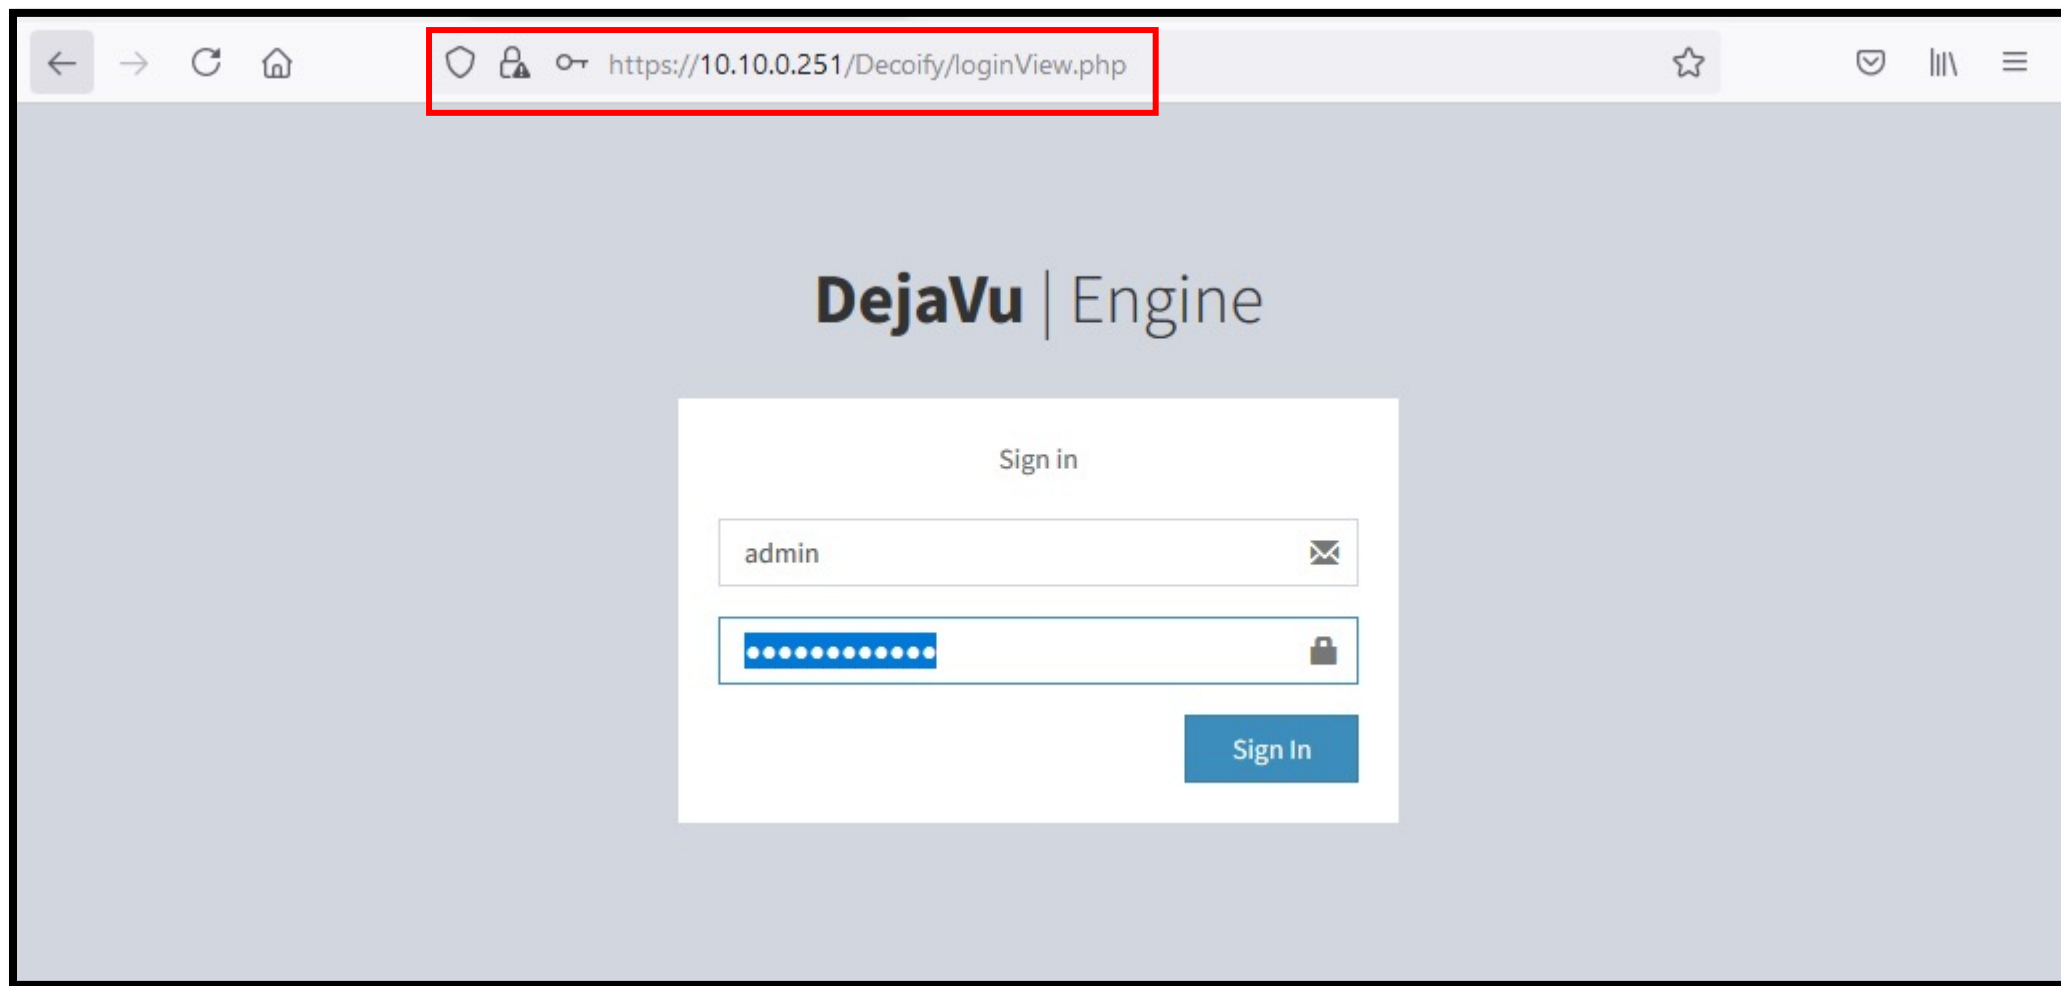 https://10.10.0.251/Decoify/loginView.php
DejaVu | Engine
Sign in
admin
••••••••••••
Sign In